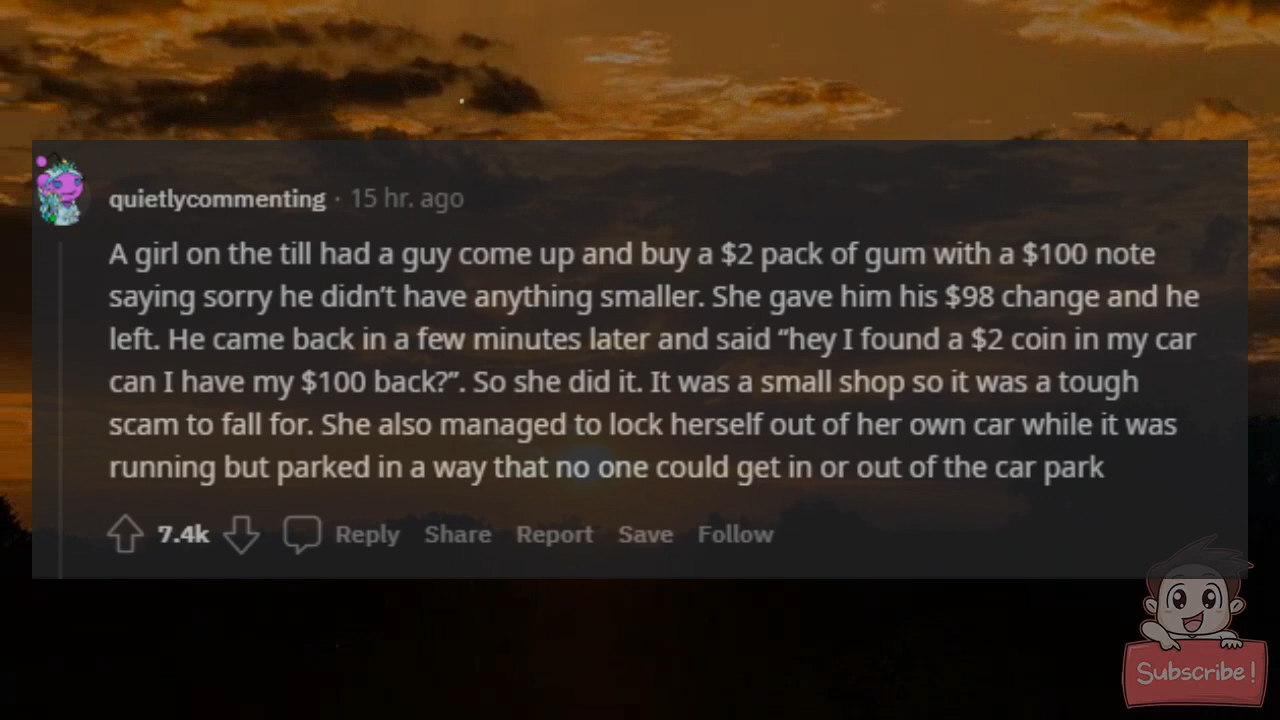 quietlycommenting · 15 hr. ago
A girl on the till had a guy come up and buy a $2 pack of gum with a $100 note
saying sorry he didn’t have anything smaller. She gave him his $98 change and he
left. He came back in a few minutes later and said “hey I found a $2 coin in my car
can I have my $100 back?”. So she did it. It was a small shop so it was a tough
scam to fall for. She also managed to lock herself out of her own car while it was
running but parked in a way that no one could get in or out of the car park
7.4k Reply Share Report Save Follow
Subscribe!